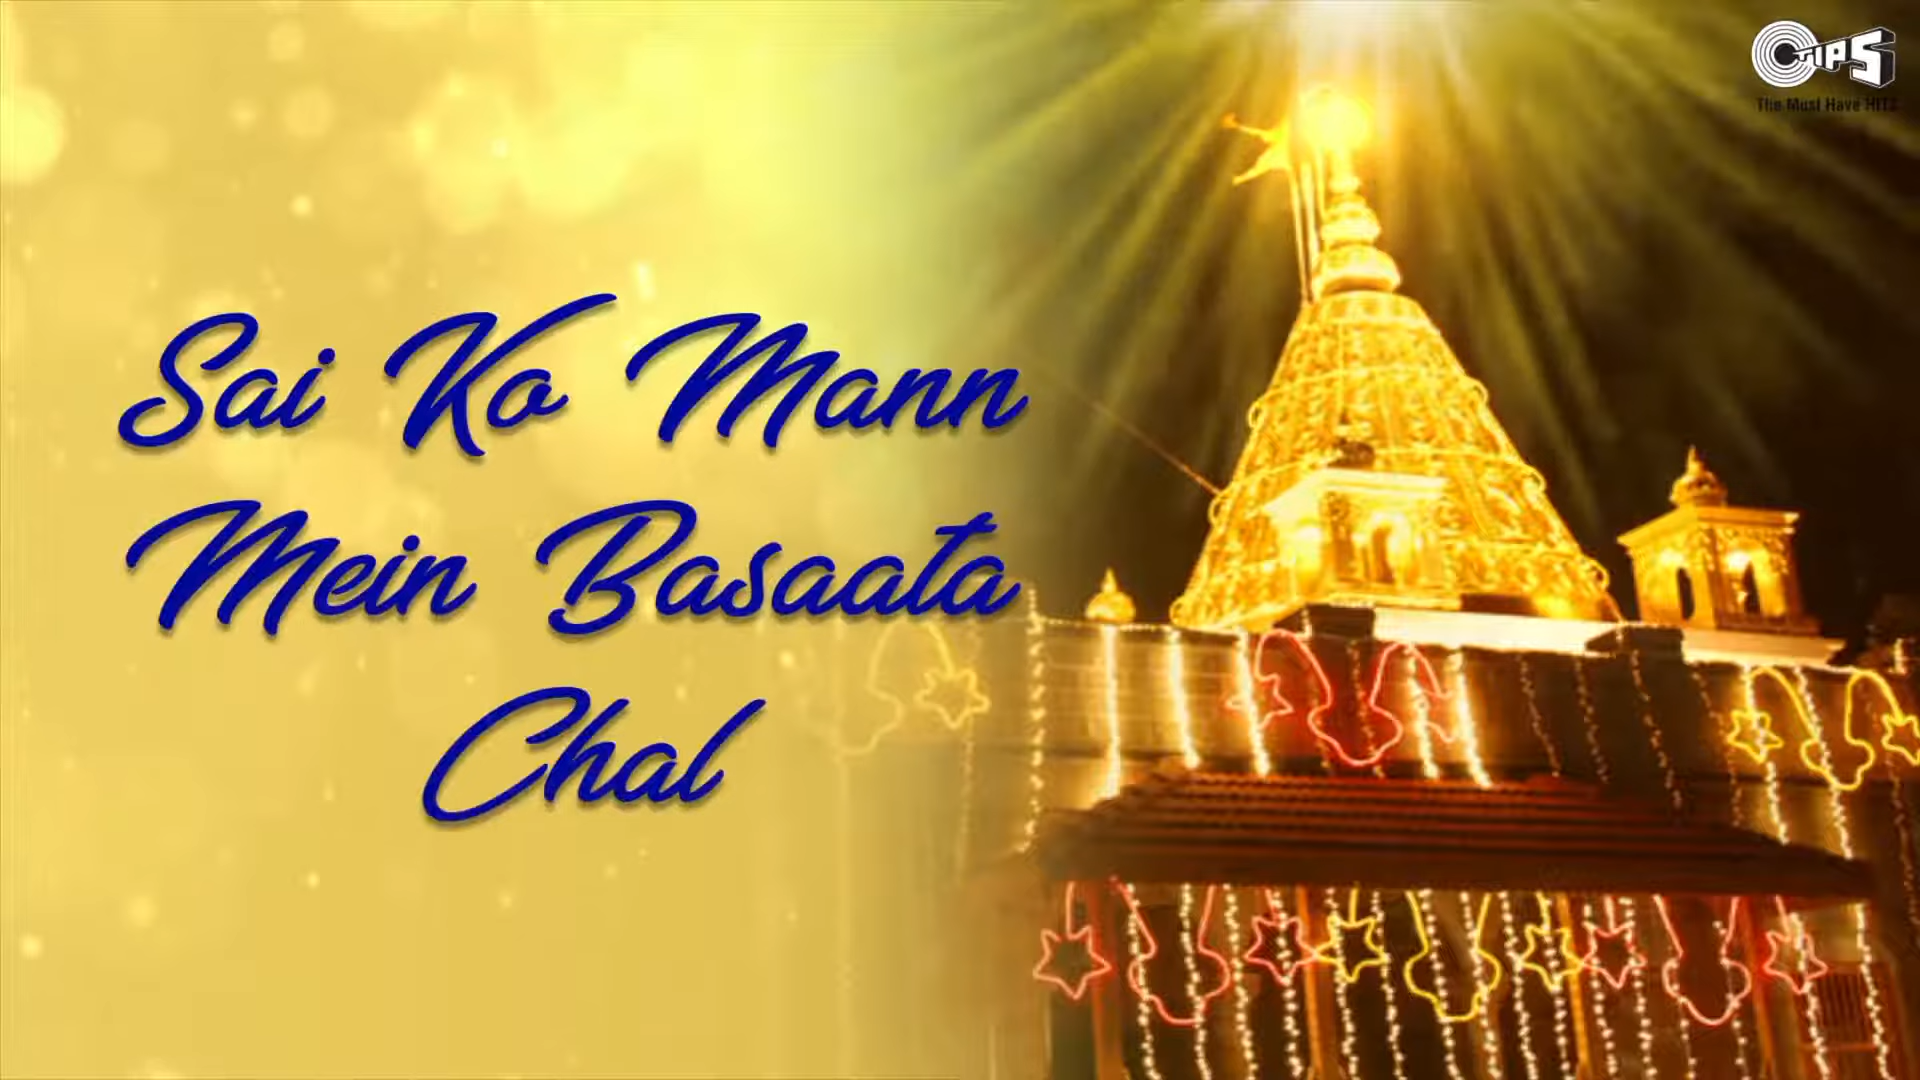 TIPS
The Must Have HITS
Sai Ko Mann
Mein Basaata
Chal